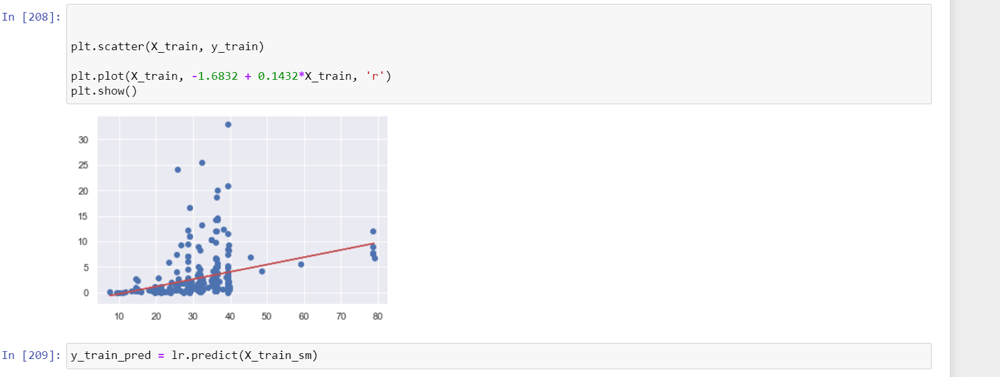 In [208]:
plt.scatter(X_train, y_train)
plt.plot(X_train, -1.6832 + 0.1432*X_train, 'r')
plt.show()
30
25
20
15
10
5
0
10 20 30 40 50 60 70 80
In [209]: y_train_pred = lr.predict(X_train_sm)